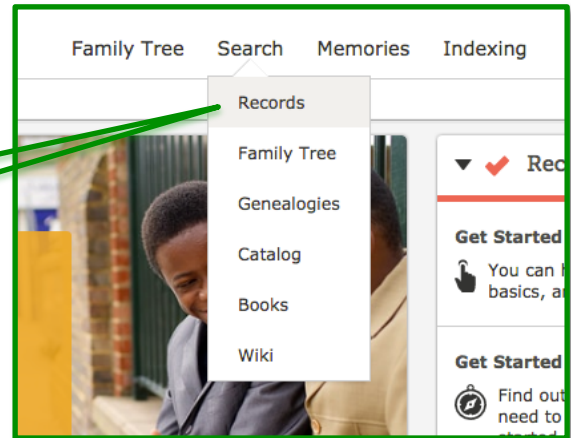 Family Tree Search Memories Indexing
Records
Family Tree
Genealogies
Catalog
Books
Wiki
Get Started
You can
basics,
Get Started
Find out
need to
started